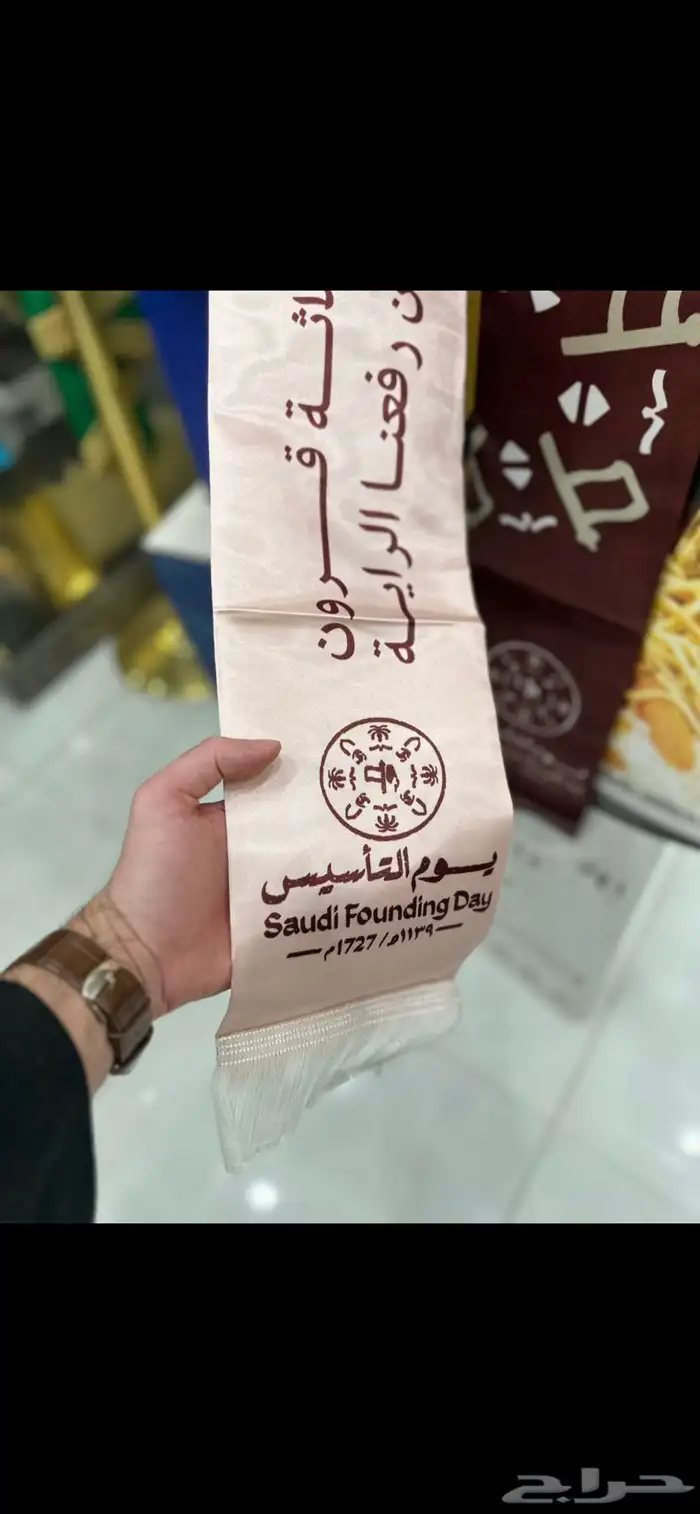 قرون
رفعنا الراية
يوم التأسيس
Saudi Founding Day
١١٣٩هـ / 1727م
حراج